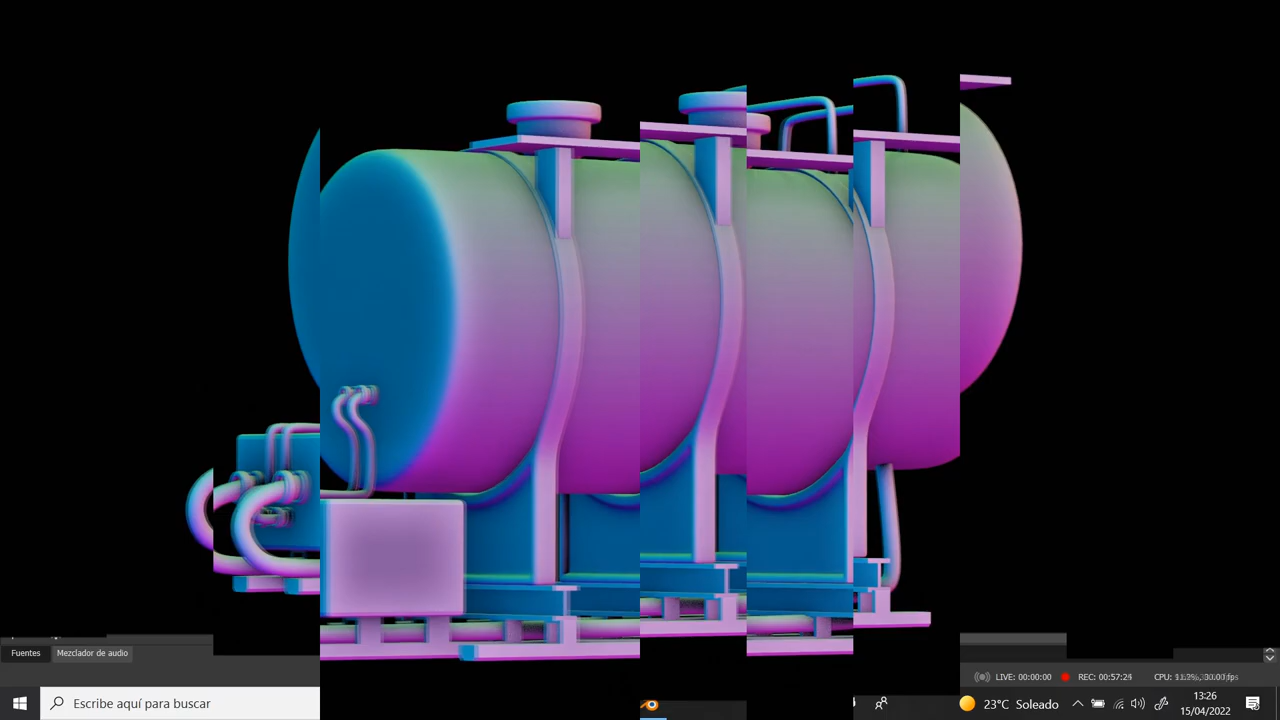 Fuentes
Mezclador de audio
LIVE: 00:00:00
REC: 00:57:24
CPU:
Escribe aquí para buscar
23°C Soleado
13:26
15/04/2022